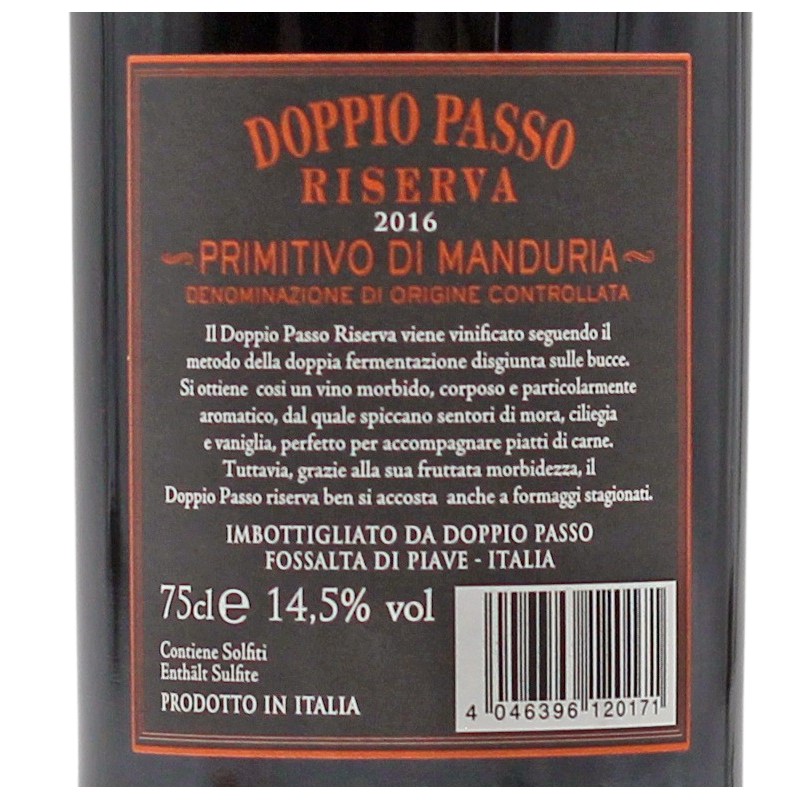 DOPPIO PASSO
RISERVA
2016
PRIMITIVO DI MANDURIA
DENOMINAZIONE DI ORIGINE CONTROLLATA
Il Doppio Passo Riserva viene vinificato seguendo il
metodo della doppia fermentazione disgiunta sulle bucce.
Si ottiene cosi un vino morbido, corposo e particolarmente
aromatico, dal quale spiccano sentori di mora, ciliegia
e vaniglia, perfetto per accompagnare piatti di carne.
Tuttavia, grazie alla sua fruttata morbidezza, il
Doppio Passo riserva ben si accosta anche a formaggi stagionati.
IMBOTTIGLIATO DA DOPPIO PASSO
FOSSALTA DI PIAVE - ITALIA
75cl e 14,5% vol
Contiene Solfiti
Enthält Sulfite
PRODOTTO IN ITALIA
4 046396 120171